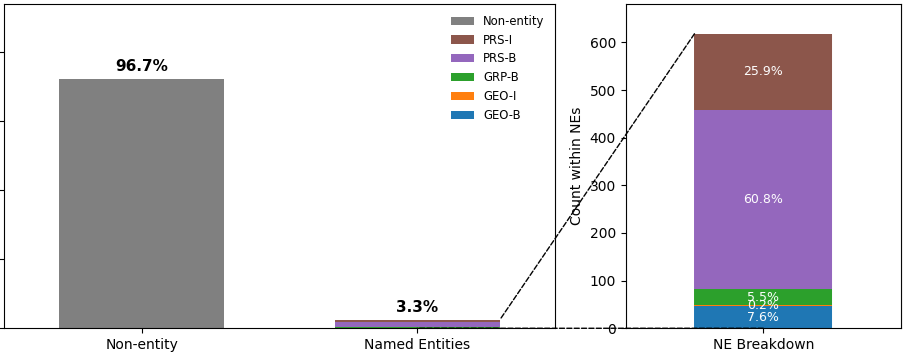 Non-entity
PRS-I
PRS-B
GRP-B
GEO-I
GEO-B
96.7%
3.3%
Non-entity
Named Entities
Count within NEs
600
500
400
300
200
100
0
25.9%
60.8%
5.5%
0.2%
7.6%
NE Breakdown